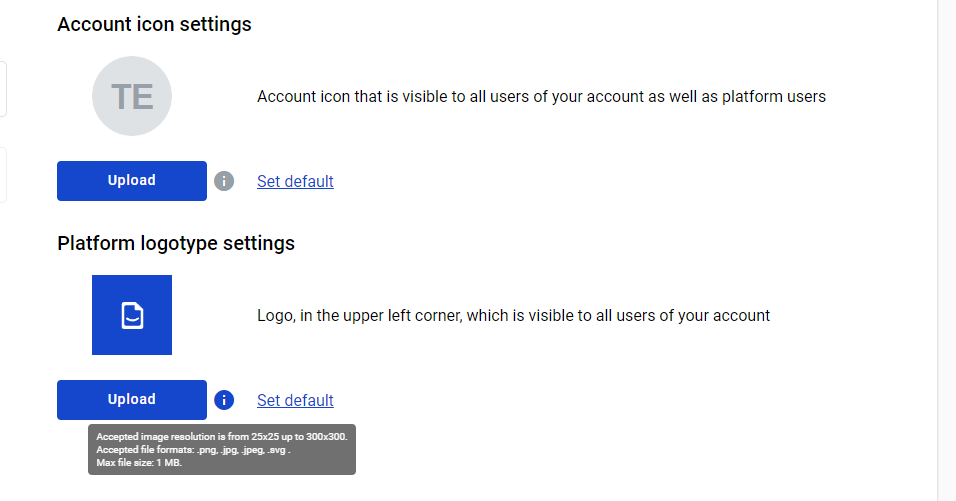 Account icon settings
TE
Account icon that is visible to all users of your account as well as platform users
Upload
i
Set default
Platform logotype settings
Logo, in the upper left corner, which is visible to all users of your account
Upload
i
Set default
Accepted image resolution is from 25x25 up to 300x300.
Accepted file formats: .png, .jpg, .jpeg, .svg .
Max file size: 1 MB.